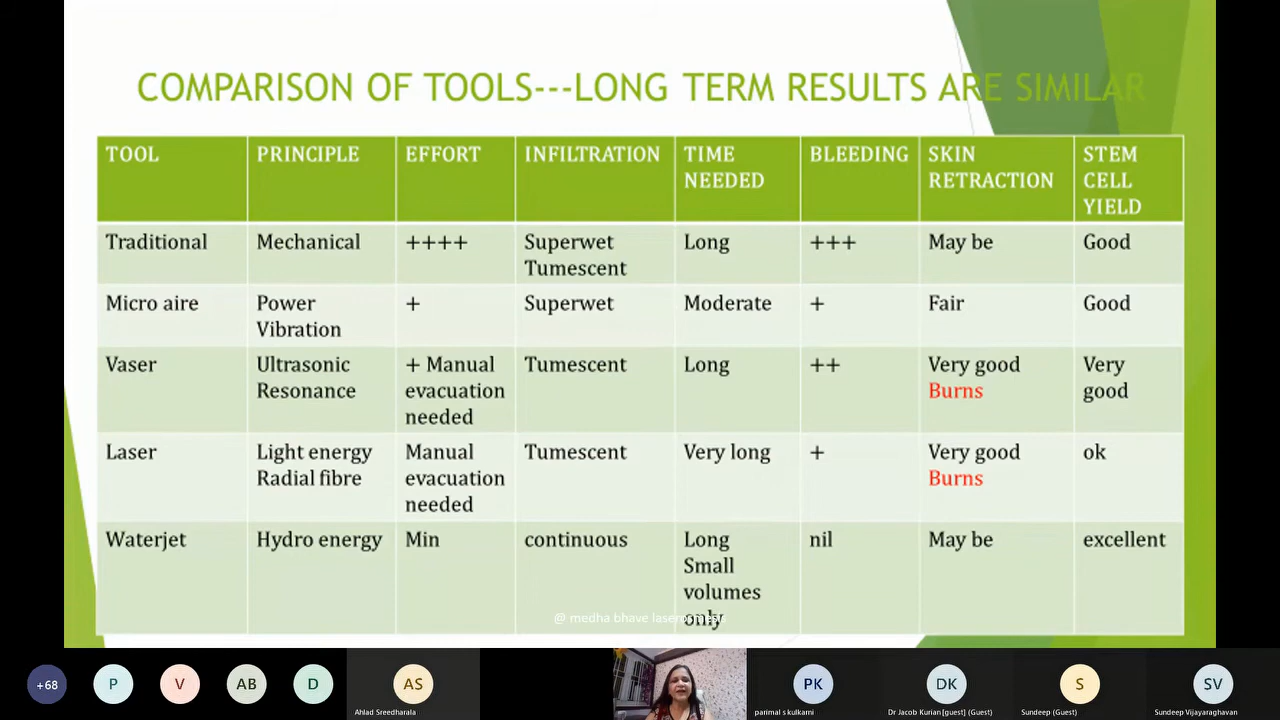 COMPARISON OF TOOLS---LONG TERM RESULTS ARE SIMILAR
TOOL PRINCIPLE EFFORT INFILTRATION TIME NEEDED BLEEDING SKIN RETRACTION STEM CELL YIELD
Traditional Mechanical ++++ Superwet Tumescent Long +++ May be Good
Micro aire Power Vibration + Superwet Moderate + Fair Good
Vaser Ultrasonic Resonance + Manual evacuation needed Tumescent Long ++ Very good Burns Very good
Laser Light energy Radial fibre Manual evacuation needed Tumescent Very long + Very good Burns ok
Waterjet Hydro energy Min continuous Long Small volumes only nil May be excellent
@ medha bhave
+68 P V AB D AS PK DK S SV
Ahlad Sreedharala parimal s kulkarni Dr Jacob Kurian[guest] (Guest) Sundeep (Guest) Sundeep Vijayaraghavan